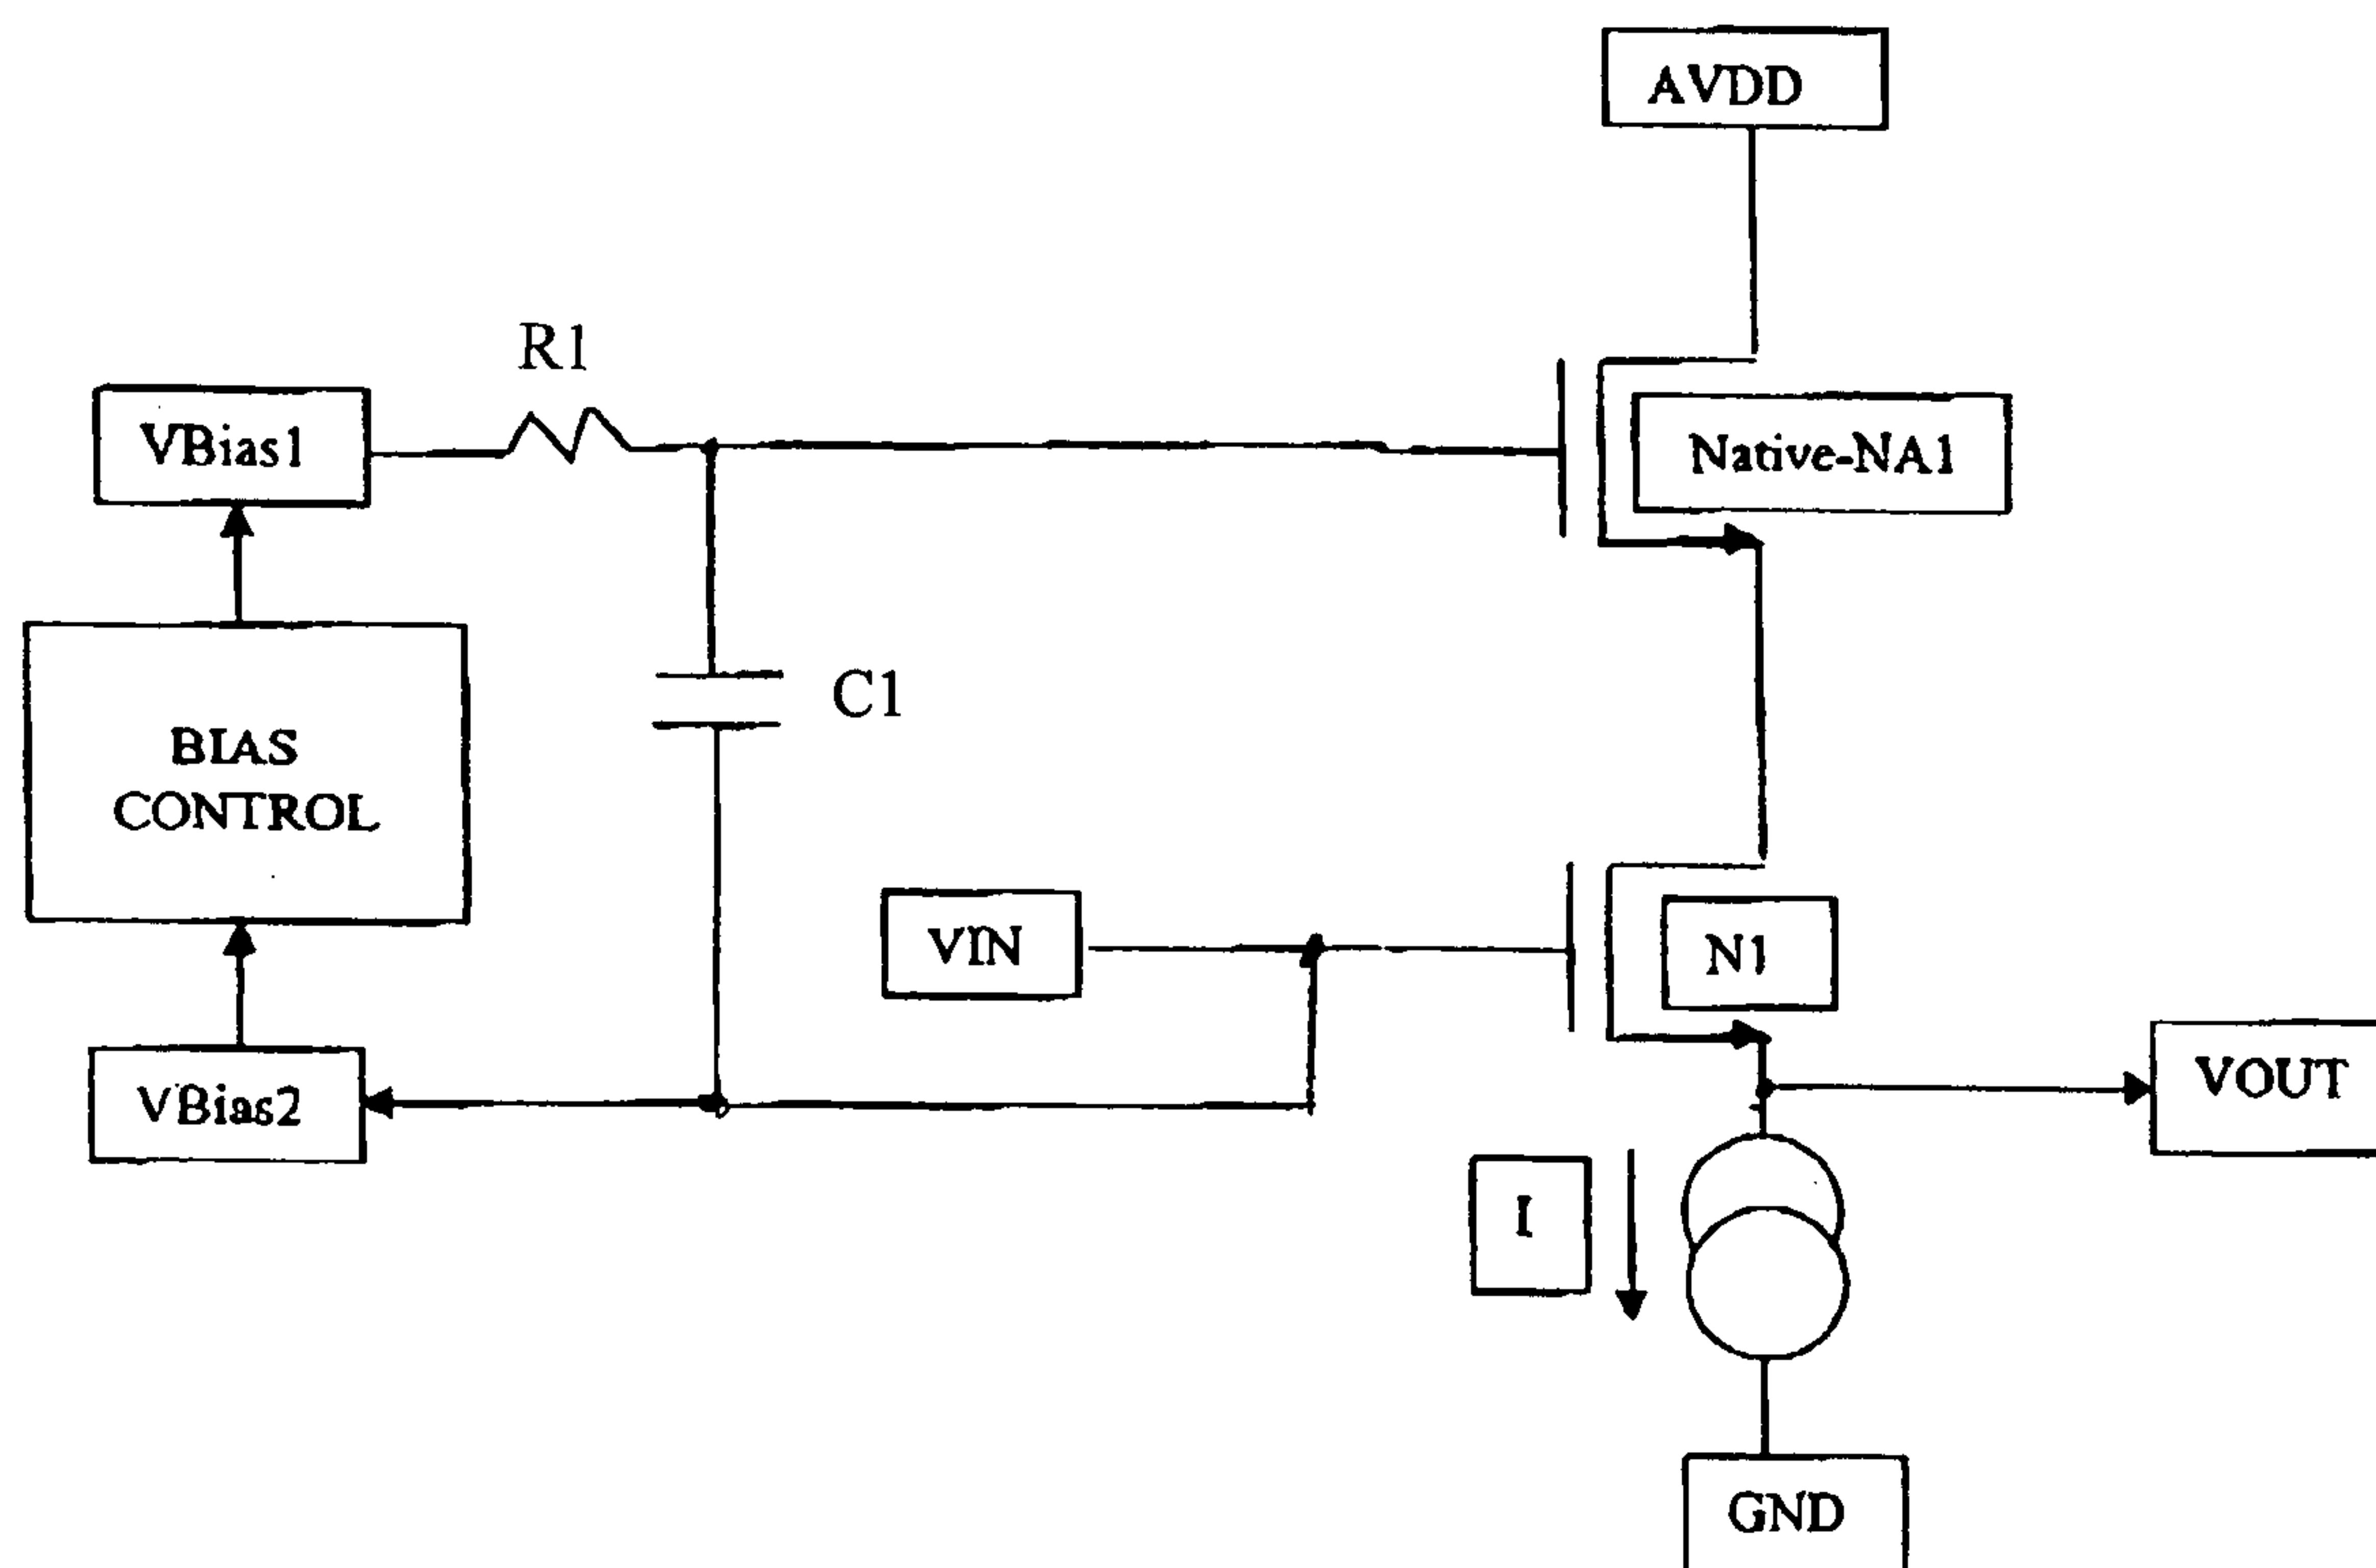 AVDD
R1
VBias1
Native-NA1
C1
BIAS
CONTROL
VIN
N1
VBias2
VOUT
I
GND